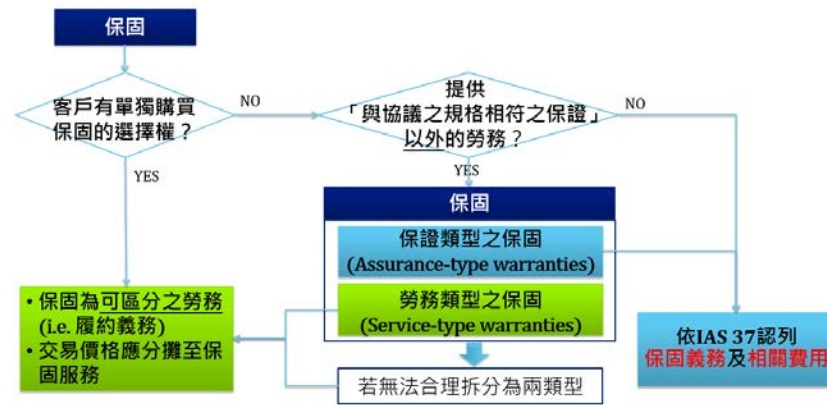 保固
客戶有單獨購買
保固的選擇權？
NO
提供
「與協議之規格相符之保證」
以外的勞務？
NO
YES
YES
保固
保證類型之保固
(Assurance-type warranties)
勞務類型之保固
(Service-type warranties)
• 保固為可區分之勞務
(i.e. 履約義務)
• 交易價格應分攤至保
固服務
若無法合理拆分為兩類型
依IAS 37認列
保固義務及相關費用